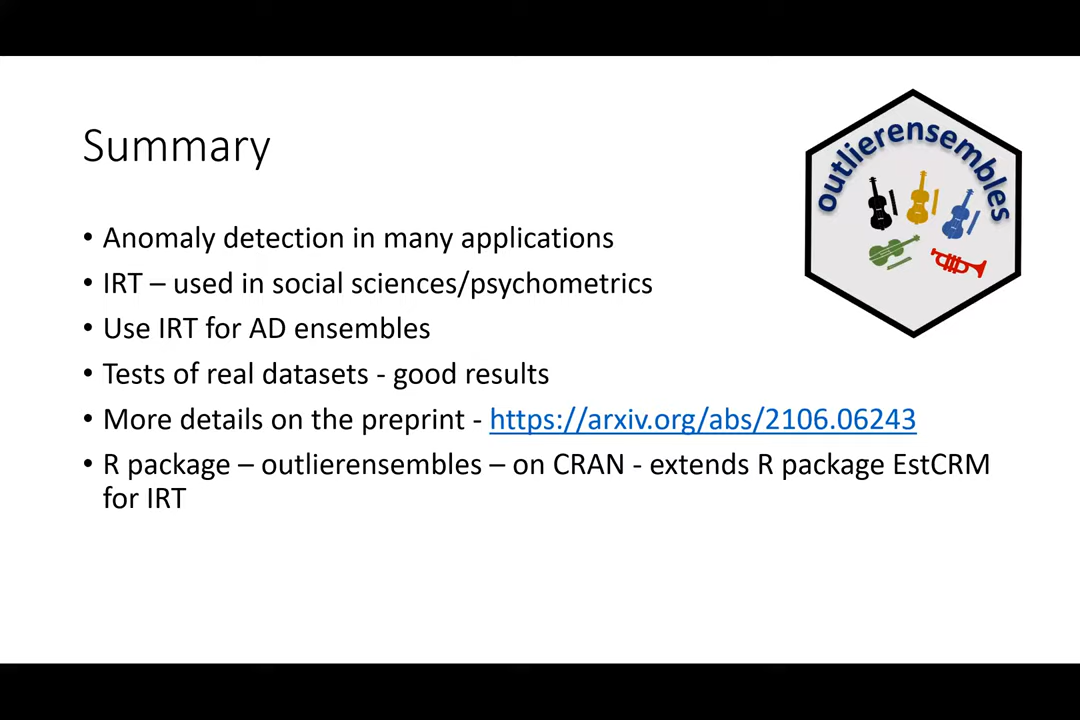 Summary
outlierensembles
• Anomaly detection in many applications
• IRT – used in social sciences/psychometrics
• Use IRT for AD ensembles
• Tests of real datasets - good results
• More details on the preprint - https://arxiv.org/abs/2106.06243
• R package – outlierensembles – on CRAN - extends R package EstCRM
for IRT